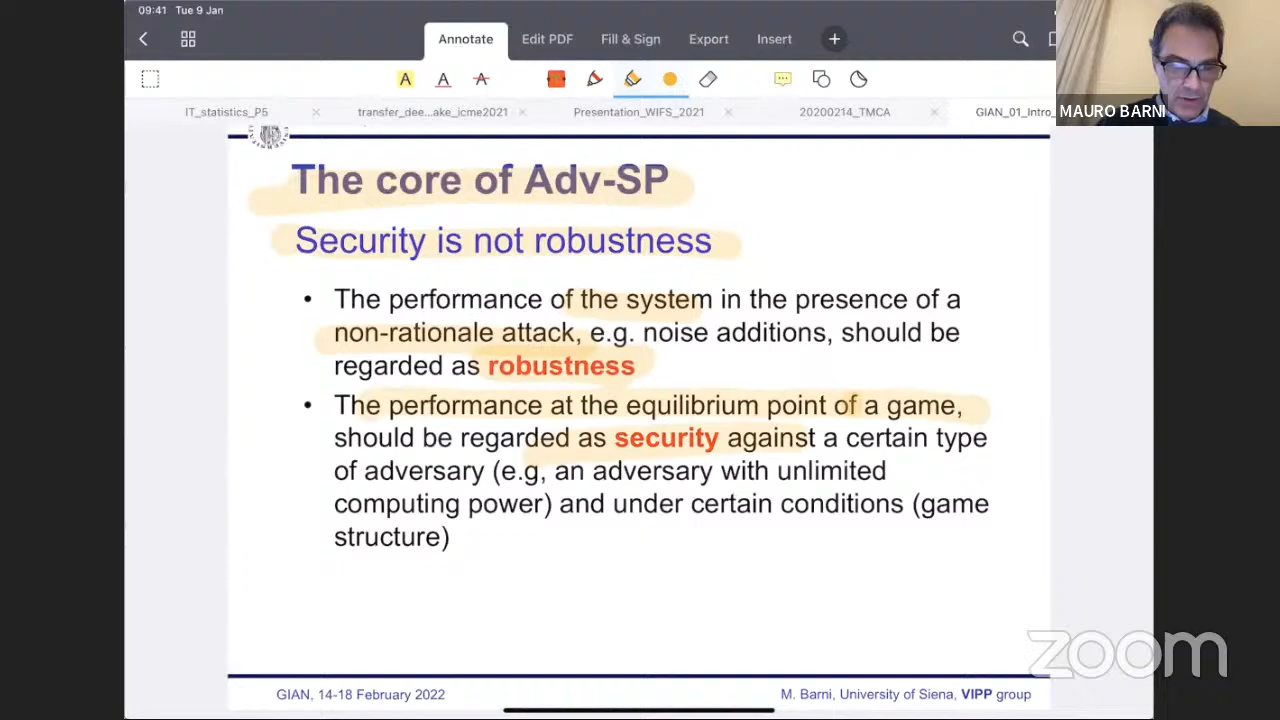 09:41 Tue 9 Jan
Annotate Edit PDF Fill & Sign Export Insert
A A A
IT_statistics_P5 transfer_dee...ake_icme2021 Presentation_WIFS_2021 20200214_TMCA GIAN_01_Intro
MAURO BARNI
The core of Adv-SP
Security is not robustness
• The performance of the system in the presence of a
non-rationale attack, e.g. noise additions, should be
regarded as robustness
• The performance at the equilibrium point of a game,
should be regarded as security against a certain type
of adversary (e.g, an adversary with unlimited
computing power) and under certain conditions (game
structure)
zoom
GIAN, 14-18 February 2022 M. Barni, University of Siena, VIPP group